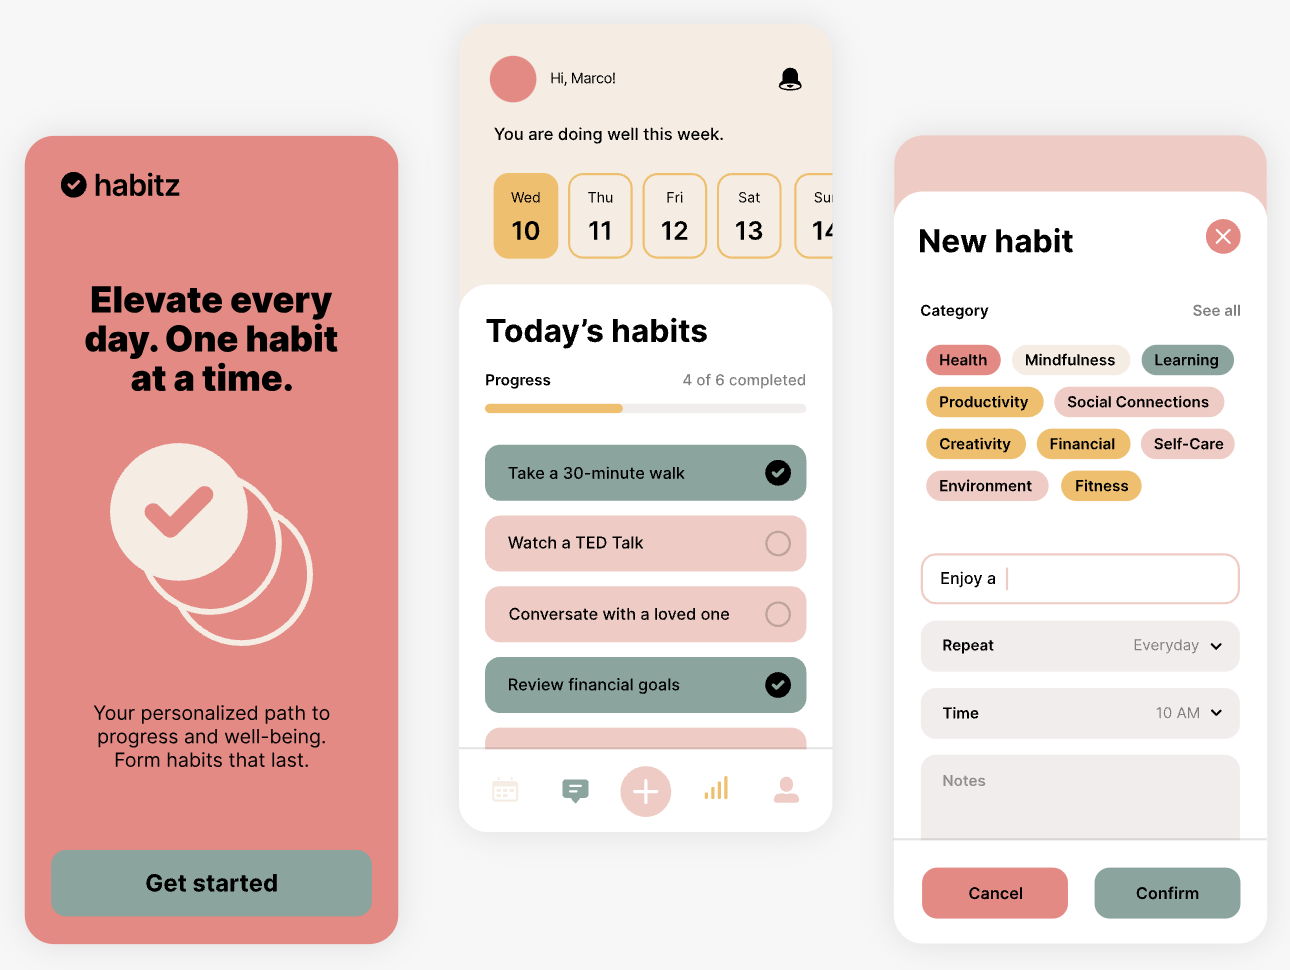 habitz
Elevate every
day. One habit
at a time.
Your personalized path to
progress and well-being.
Form habits that last.
Get started
Hi, Marco!
You are doing well this week.
Wed Thu Fri Sat Su
10 11 12 13 14
Today’s habits
Progress 4 of 6 completed
Take a 30-minute walk
Watch a TED Talk
Conversate with a loved one
Review financial goals
New habit
Category See all
Health Mindfulness Learning
Productivity Social Connections
Creativity Financial Self-Care
Environment Fitness
Enjoy a
Repeat Everyday
Time 10 AM
Notes
Cancel Confirm